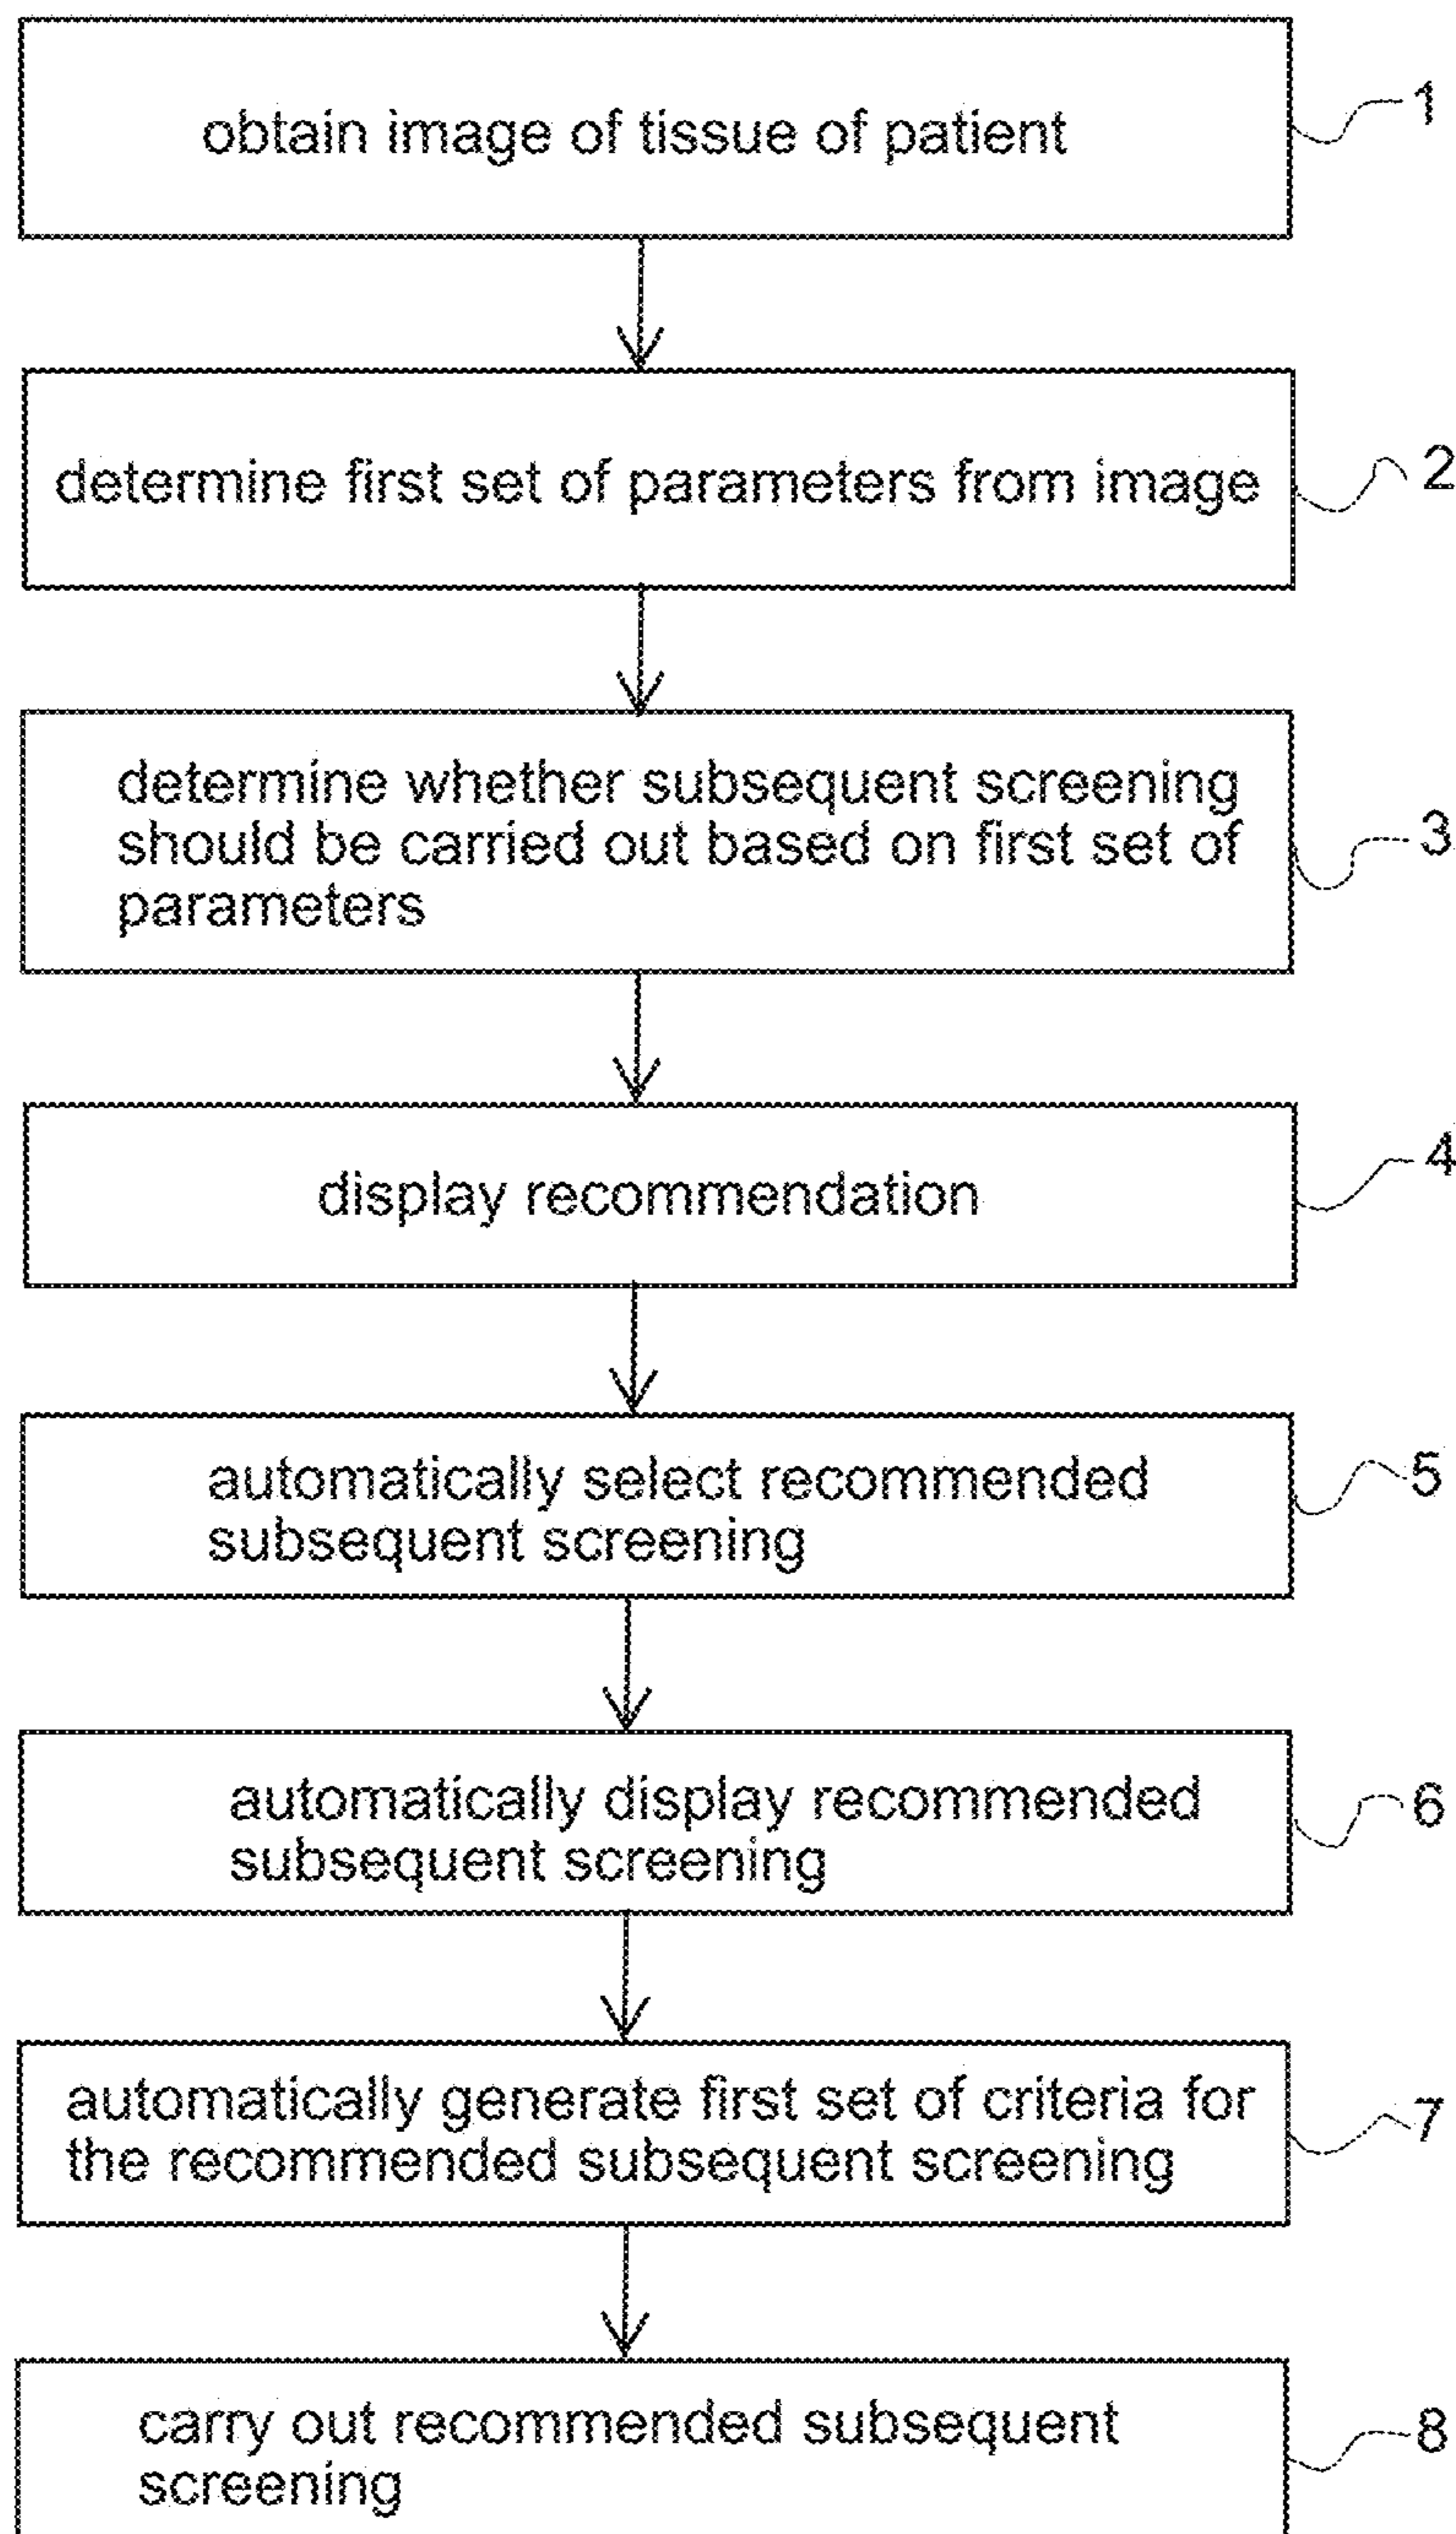 obtain image of tissue of patient
1
determine first set of parameters from image
2
determine whether subsequent screening
should be carried out based on first set of
parameters
3
display recommendation
4
automatically select recommended
subsequent screening
5
automatically display recommended
subsequent screening
6
automatically generate first set of criteria for
the recommended subsequent screening
7
carry out recommended subsequent
screening
8